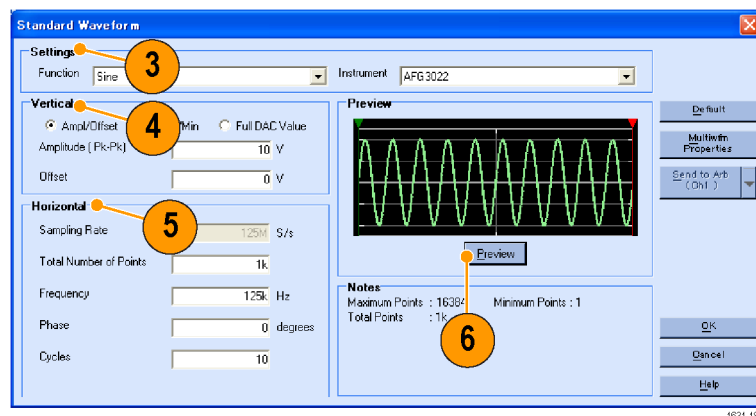 Standard Waveform
Settings
3
Function Sine
Instrument AFG3022
Vertical
4
Ampl/Offset /Min Full DAC Value
Amplitude ( Pk-Pk) 10 V
Offset 0 V
Horizontal
5
Sampling Rate 125M S/s
Total Number of Points 1k
Frequency 125k Hz
Phase 0 degrees
Cycles 10
Preview
Preview
6
Notes
Maximum Points : 16384 Minimum Points : 1
Total Points : 1k
Default
Multiwfm
Properties
Send to Arb
( Ch1 )
OK
Cancel
Help